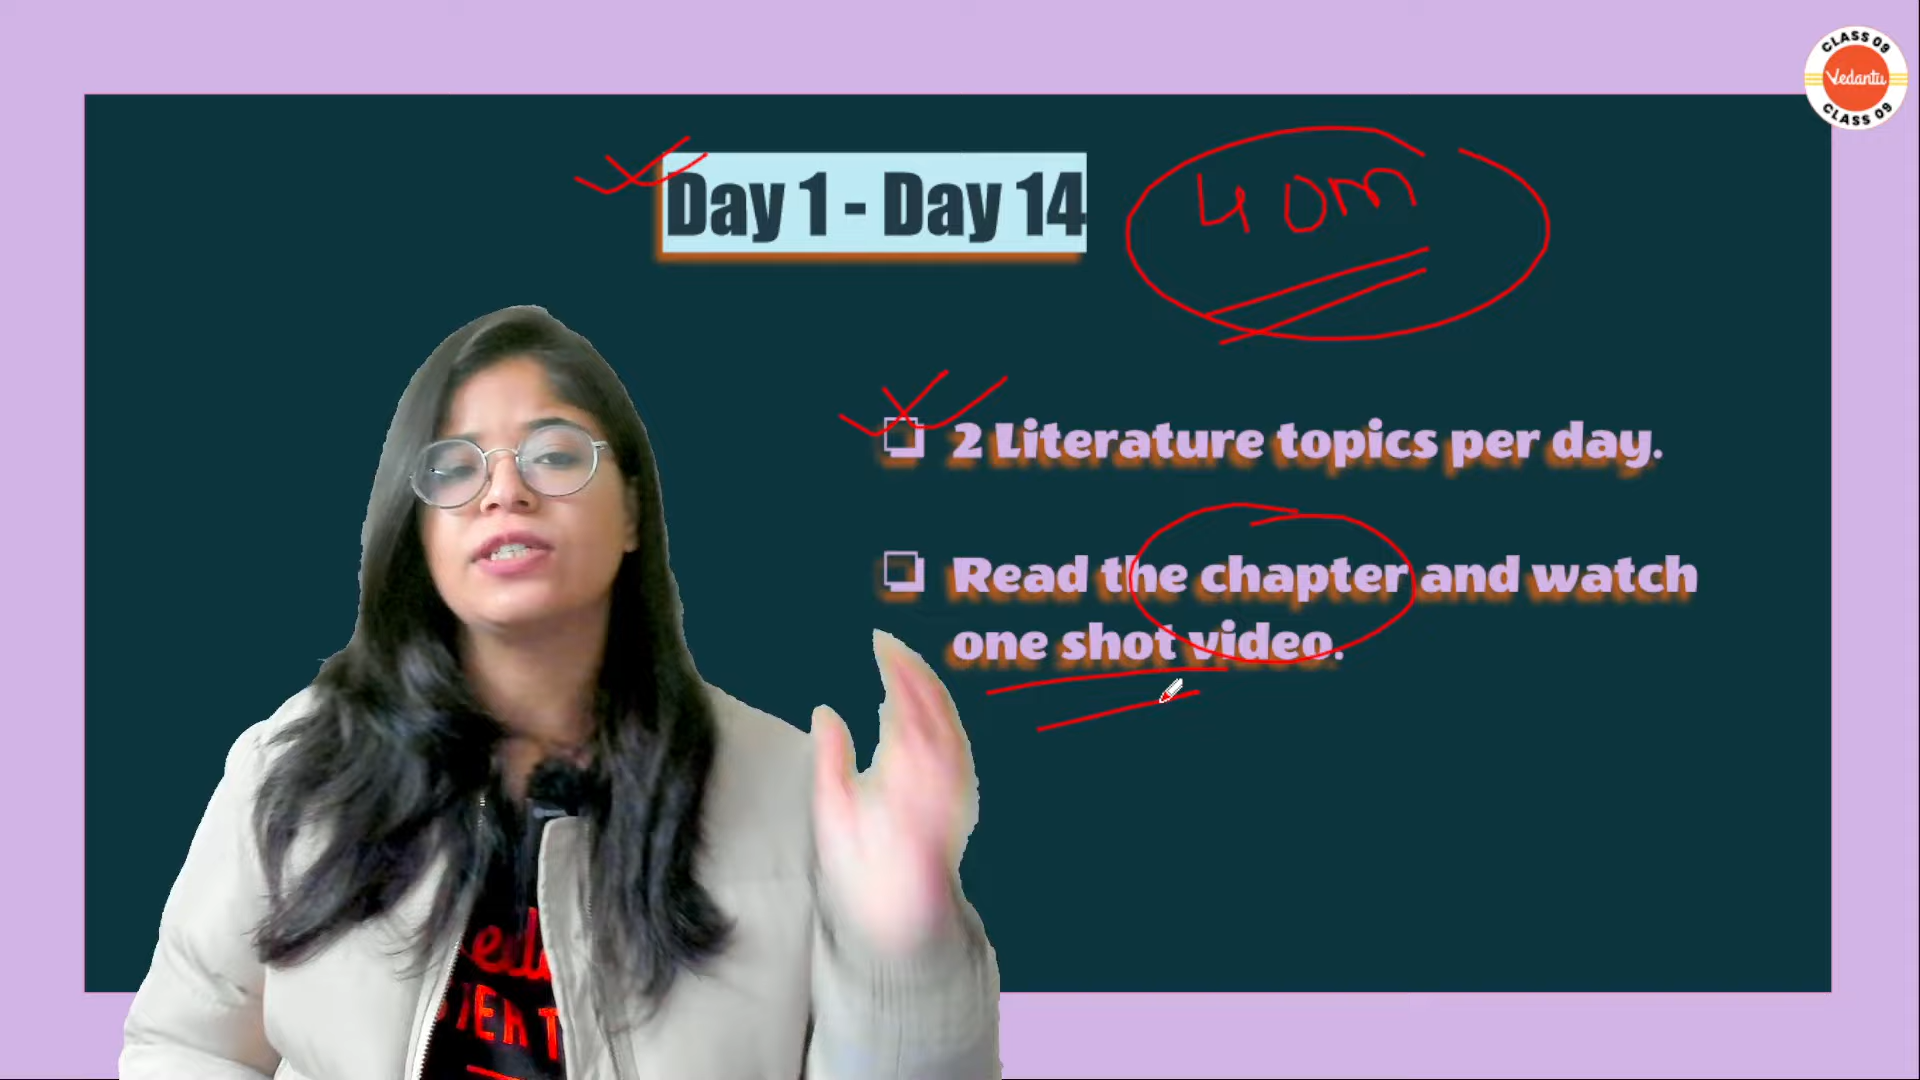 CLASS 09
Vedantu
CLASS 09
Day 1 - Day 14
40m
❑ 2 Literature topics per day.
❑ Read the chapter and watch
one shot video.